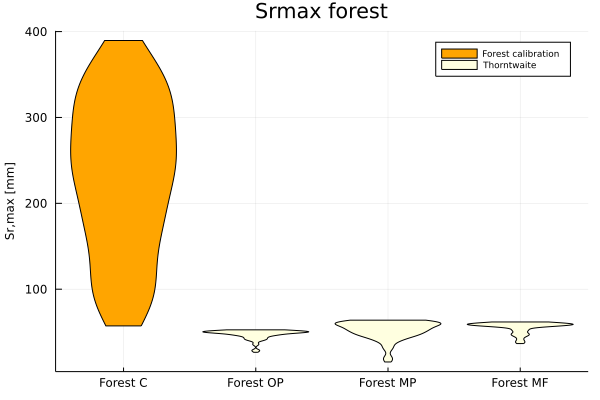 Srmax forest
Forest calibration
Thorntwaite
Sr,max [mm]
400
300
200
100
Forest C
Forest OP
Forest MP
Forest MF